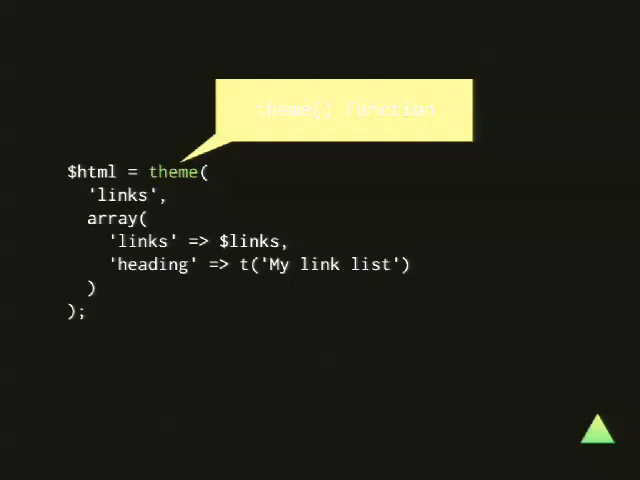 theme() function
$html = theme(
'links',
array(
'links' => $links,
'heading' => t('My link list')
)
);